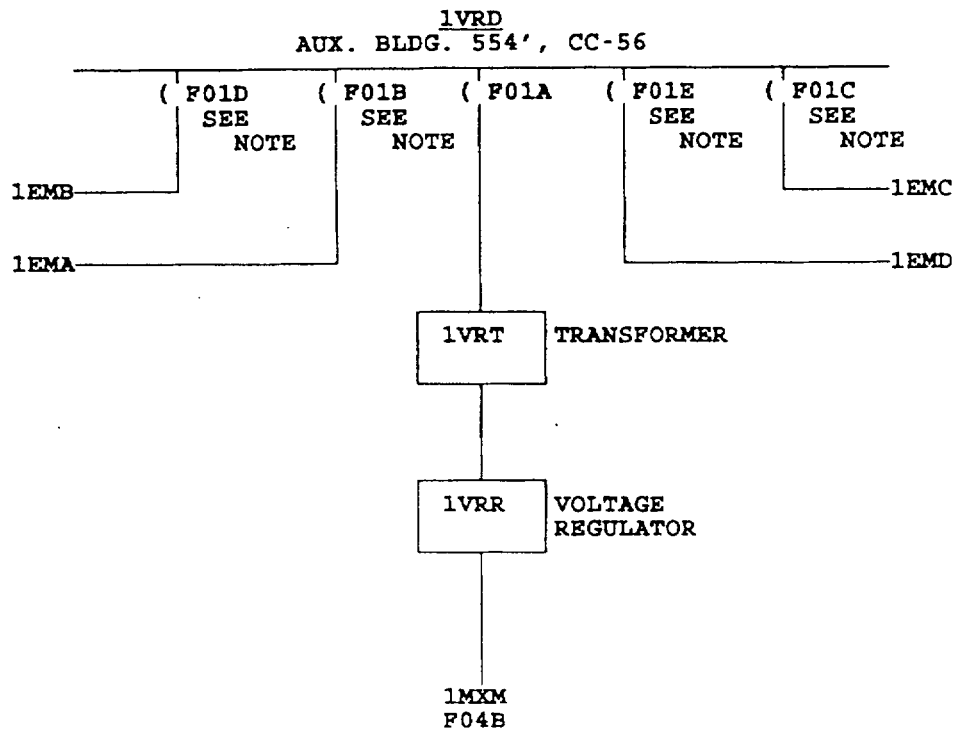 1VRD
AUX. BLDG. 554', CC-56
( F01D ( F01B ( F01A ( F01E ( F01C
SEE SEE SEE SEE
NOTE NOTE NOTE NOTE
1EMB 1EMC
1EMA 1EMD
1VRT TRANSFORMER
1VRR VOLTAGE
REGULATOR
1MXM
F04B